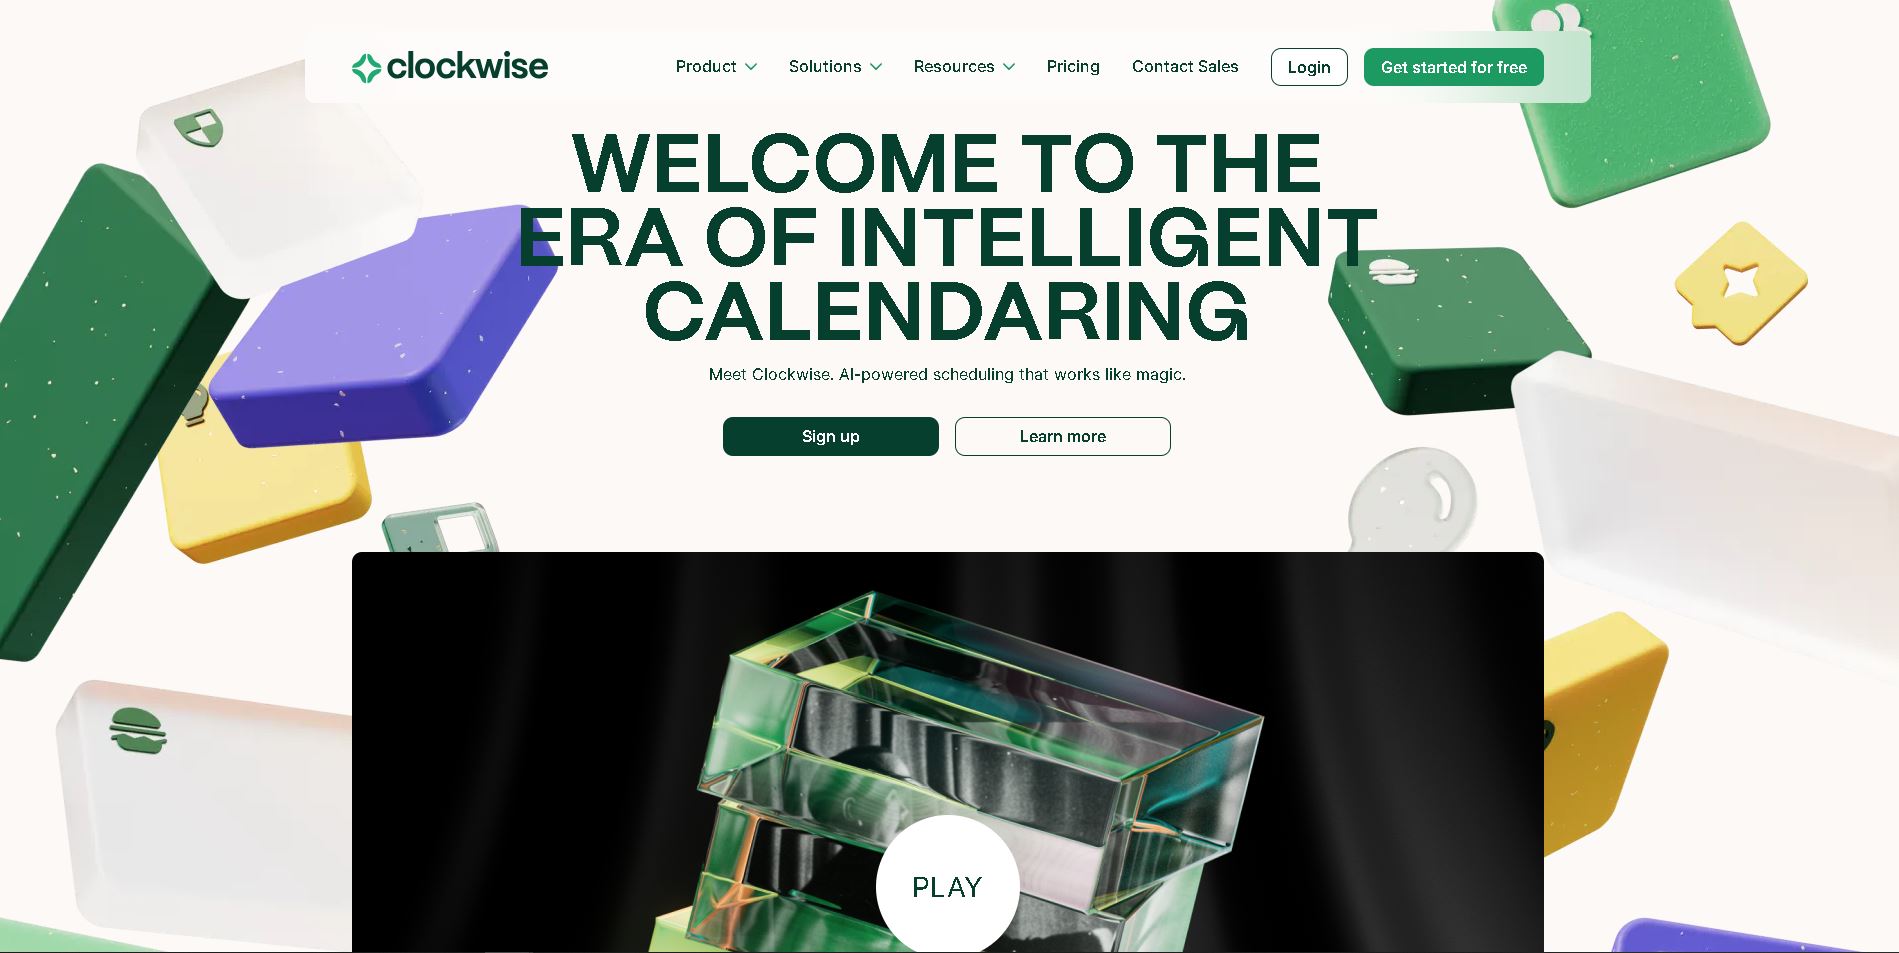 clockwise
Product
Solutions
Resources
Pricing
Contact Sales
Login
Get started for free
WELCOME TO THE
ERA OF INTELLIGENT
CALENDARING
Meet Clockwise. AI-powered scheduling that works like magic.
Sign up
Learn more
PLAY